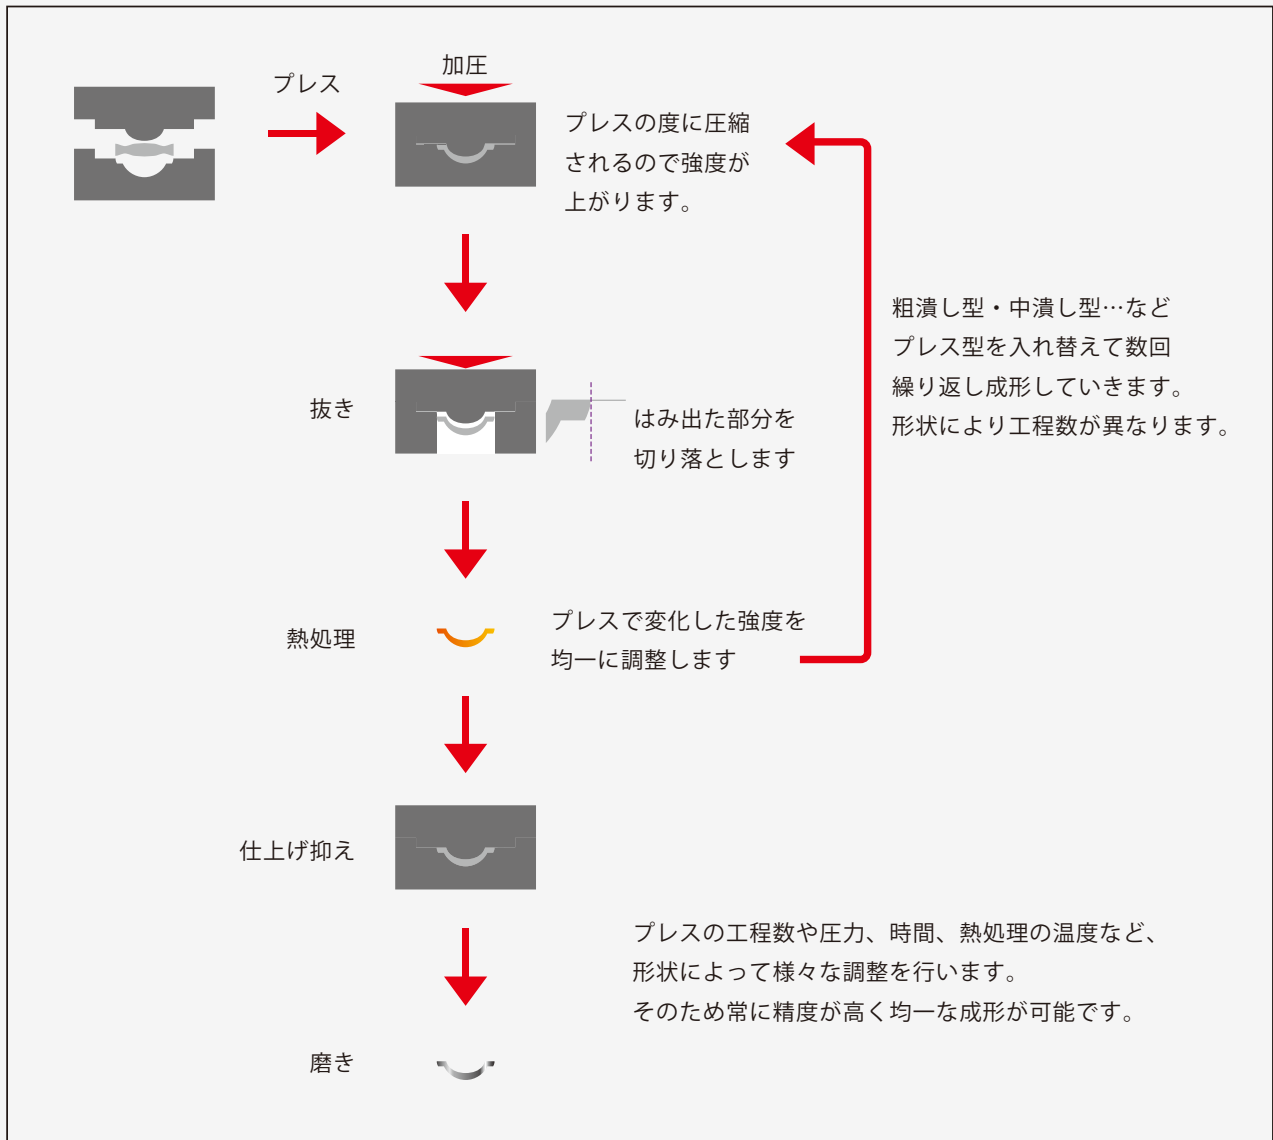 プレス
加圧
プレスの度に圧縮
されるので強度が
上がります。
粗潰し型・中潰し型…など
プレス型を入れ替えて数回
繰り返し成形していきます。
形状により工程数が異なります。
抜き
はみ出た部分を
切り落とします
熱処理
プレスで変化した強度を
均一に調整します
仕上げ抑え
プレスの工程数や圧力、時間、熱処理の温度など、
形状によって様々な調整を行います。
そのため常に精度が高く均一な成形が可能です。
磨き